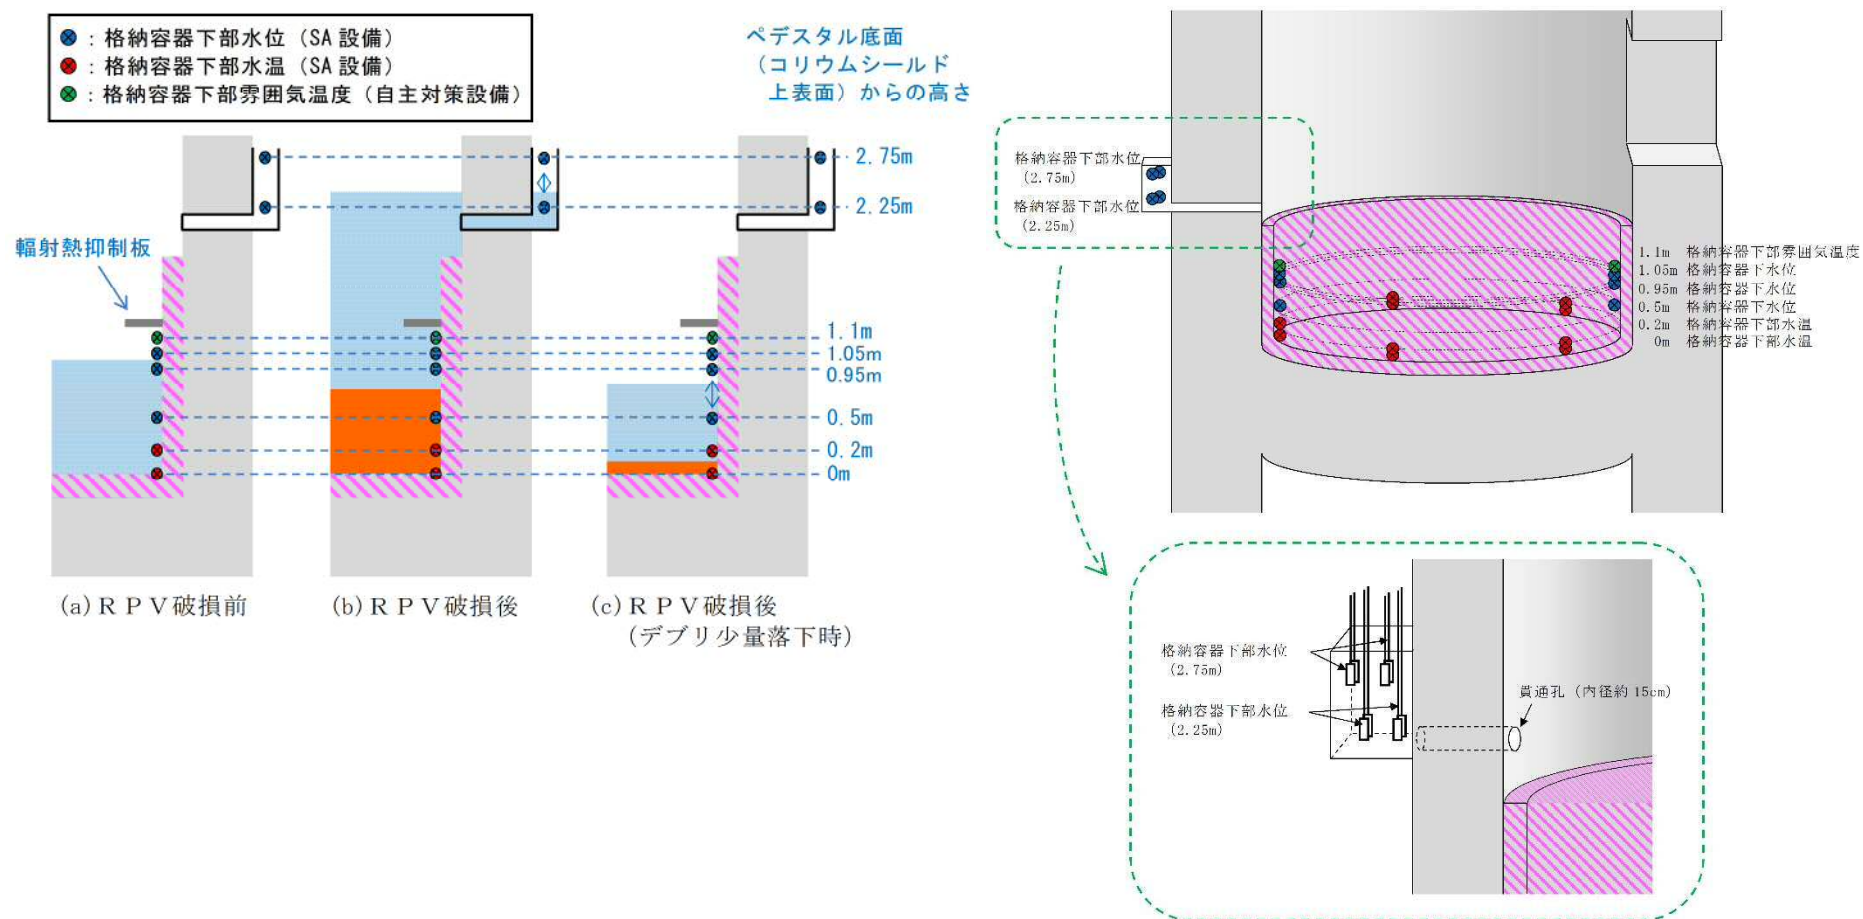 ⊗：格納容器下部水位（SA設備）
⊗：格納容器下部水温（SA設備）
⊗：格納容器下部雰囲気温度（自主対策設備）
ペデスタル底面
（コリウムシールド
上表面）からの高さ
2.75m
2.25m
輻射熱抑制板
1.1m
1.05m
0.95m
0.5m
0.2m
0m
(a)ＲＰＶ破損前
(b)ＲＰＶ破損後
(c)ＲＰＶ破損後
（デブリ少量落下時）
格納容器下部水位
（2.75m）
格納容器下部水位
（2.25m）
1.1m 格納容器下部雰囲気温度
1.05m 格納容器下水位
0.95m 格納容器下水位
0.5m 格納容器下水位
0.2m 格納容器下部水温
0m 格納容器下部水温
格納容器下部水位
（2.75m）
格納容器下部水位
（2.25m）
貫通孔（内径約15cm）